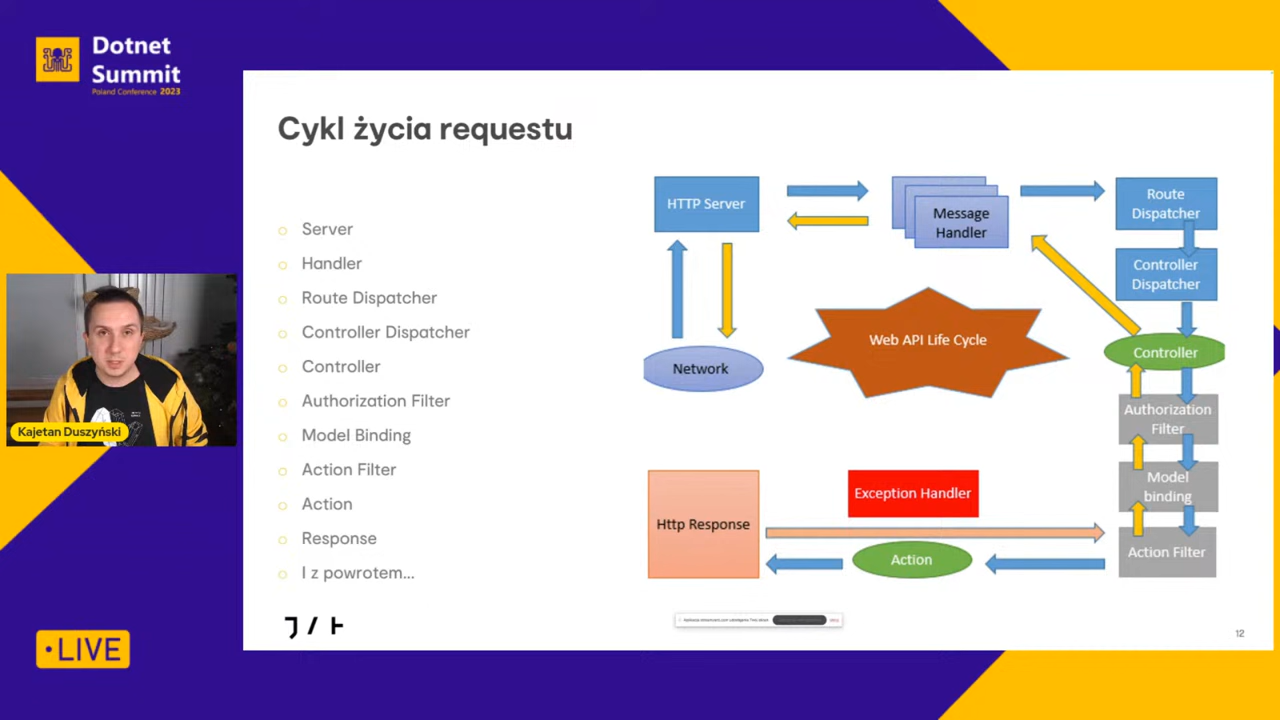 Dotnet
Summit
Poland Conference 2023
Cykl życia requestu
Server
Handler
Route Dispatcher
Controller Dispatcher
Controller
Authorization Filter
Model Binding
Action Filter
Action
Response
I z powrotem...
HTTP Server
Message
Handler
Route
Dispatcher
Controller
Dispatcher
Web API Life Cycle
Controller
Network
Authorization
Filter
Model
binding
Action Filter
Exception Handler
Http Response
Action
Kajetan Duszyński
• LIVE
12